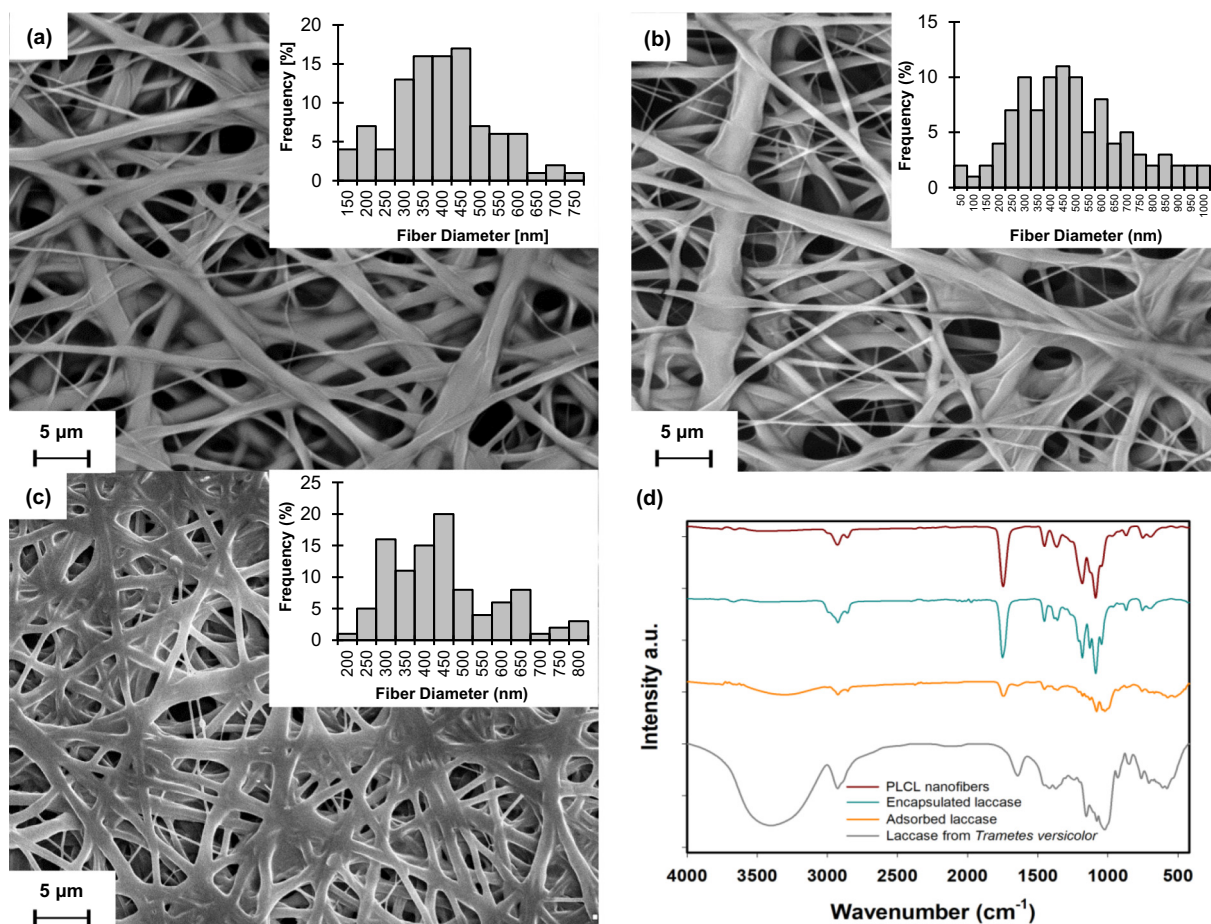 (a)
20
15
10
5
0
Frequency [%]
150 200 250 300 350 400 450 500 550 600 650 700 750
Fiber Diameter [nm]
5 µm
(b)
15
10
5
0
Frequency (%)
50 100 150 200 250 300 350 400 450 500 550 600 650 700 750 800 850 900 950 1000
Fiber Diameter (nm)
5 µm
(c)
25
20
15
10
5
0
Frequency (%)
200 250 300 350 400 450 500 550 600 650 700 750 800
Fiber Diameter (nm)
5 µm
(d)
Intensity a.u.
PLCL nanofibers
Encapsulated laccase
Adsorbed laccase
Laccase from Trametes versicolor
4000 3000 2000 1000
Wavenumber (cm⁻¹)